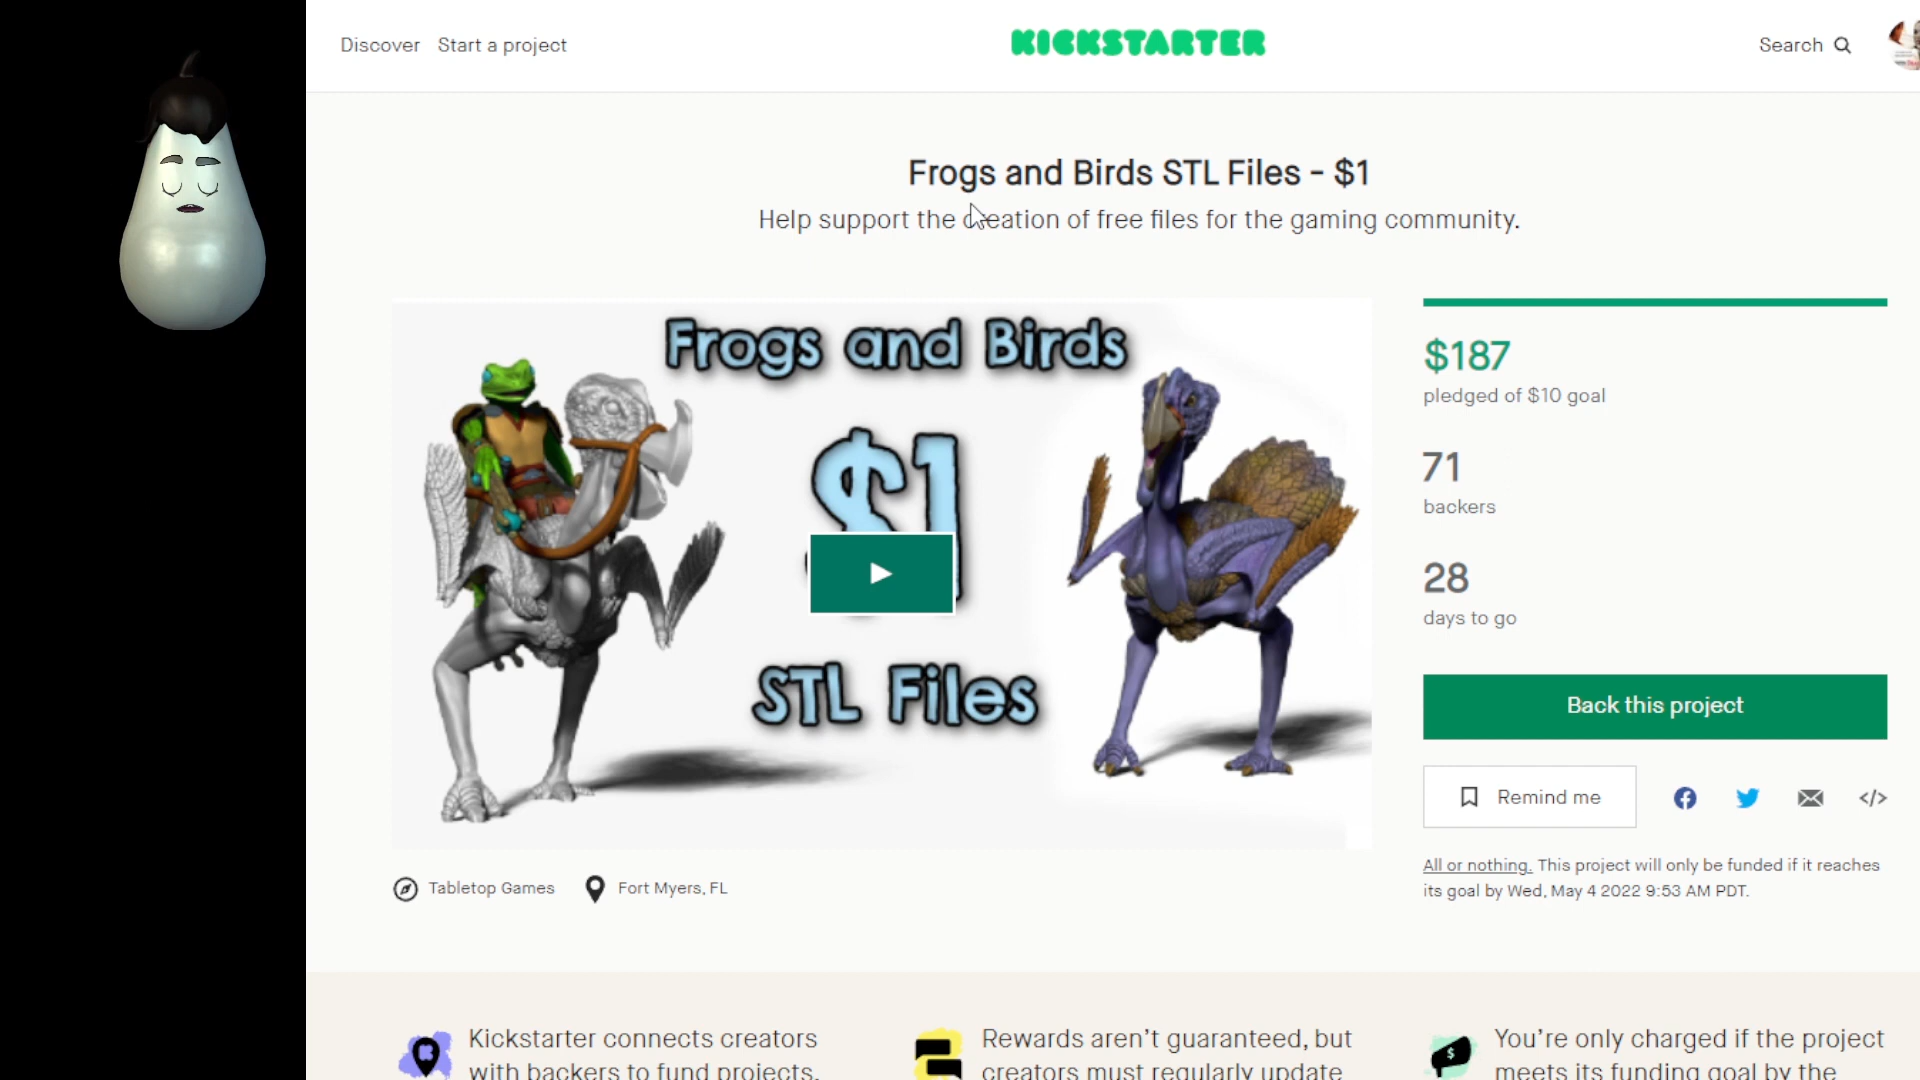 Discover Start a project
KICKSTARTER
Search
Frogs and Birds STL Files - $1
Help support the creation of free files for the gaming community.
Frogs and Birds
$1
STL Files
$187
pledged of $10 goal
71
backers
28
days to go
Back this project
Remind me
All or nothing. This project will only be funded if it reaches
its goal by Wed, May 4 2022 9:53 AM PDT.
Tabletop Games Fort Myers, FL
Kickstarter connects creators
with backers to fund projects.
Rewards aren't guaranteed, but
creators must regularly update
You're only charged if the project
meets its funding goal by the